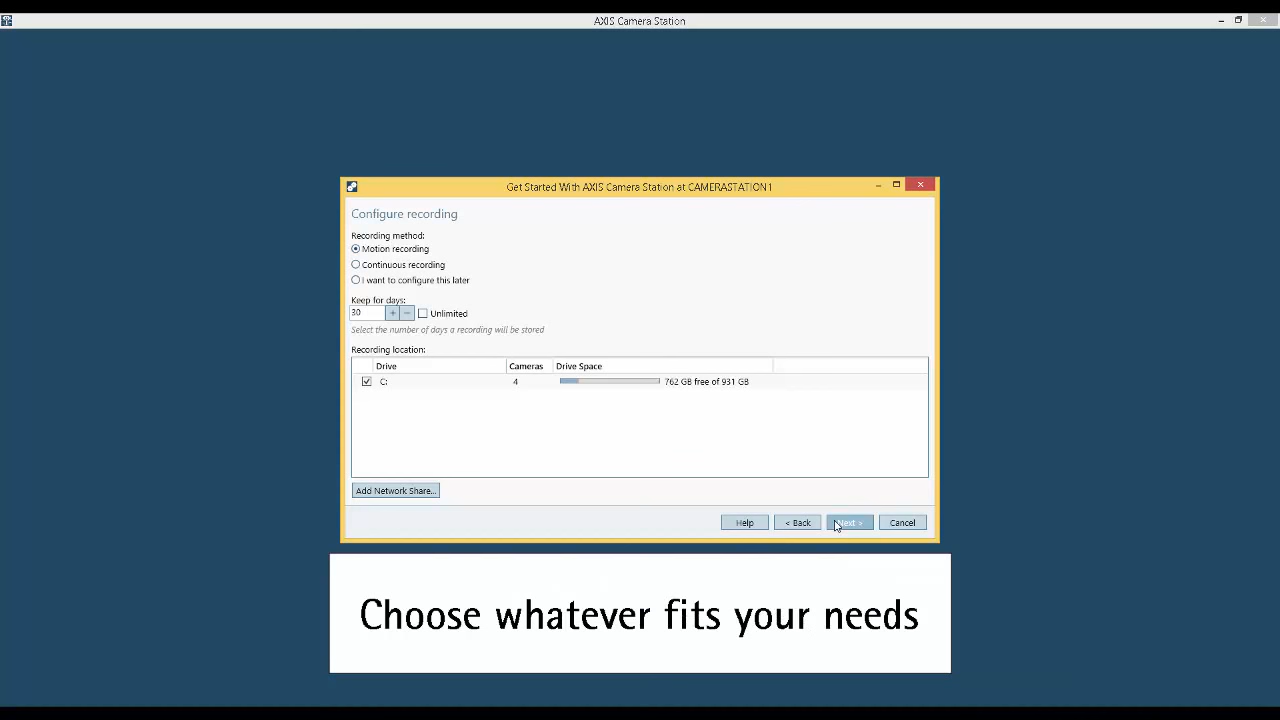 AXIS Camera Station
Get Started With AXIS Camera Station at CAMERASTATION1
Configure recording
Recording method:
Motion recording
Continuous recording
I want to configure this later
Keep for days:
30 + − Unlimited
Select the number of days a recording will be stored
Recording location:
Drive Cameras Drive Space
C: 4 762 GB free of 931 GB
Add Network Share...
Help < Back Next > Cancel
Choose whatever fits your needs